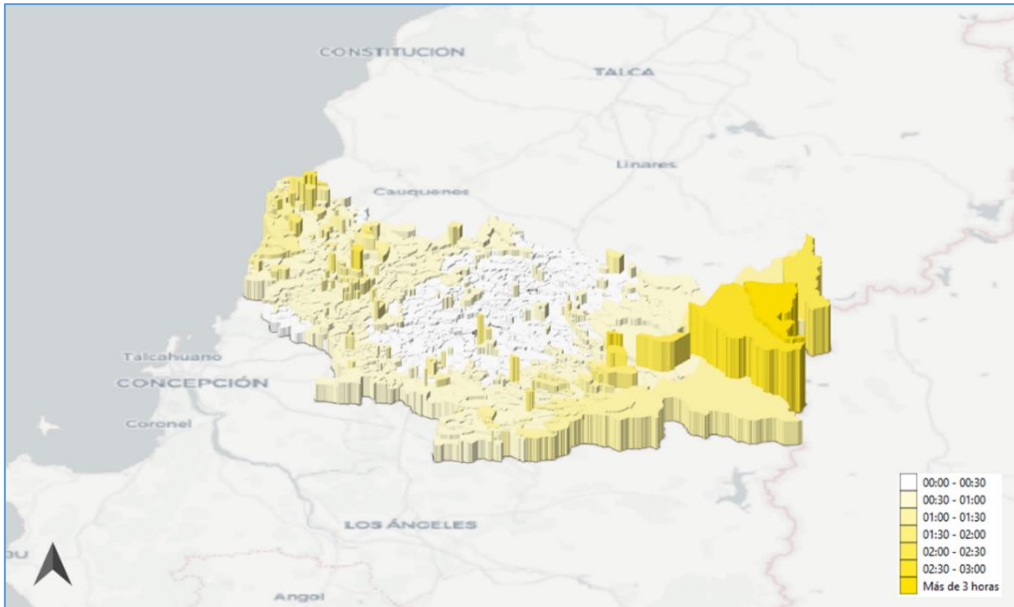 CONSTITUCIÓN
TALCA
Linares
Cauquenes
Talcahuano
CONCEPCIÓN
Coronel
LOS ÁNGELES
Angol
00:00 - 00:30
00:30 - 01:00
01:00 - 01:30
01:30 - 02:00
02:00 - 02:30
02:30 - 03:00
Más de 3 horas